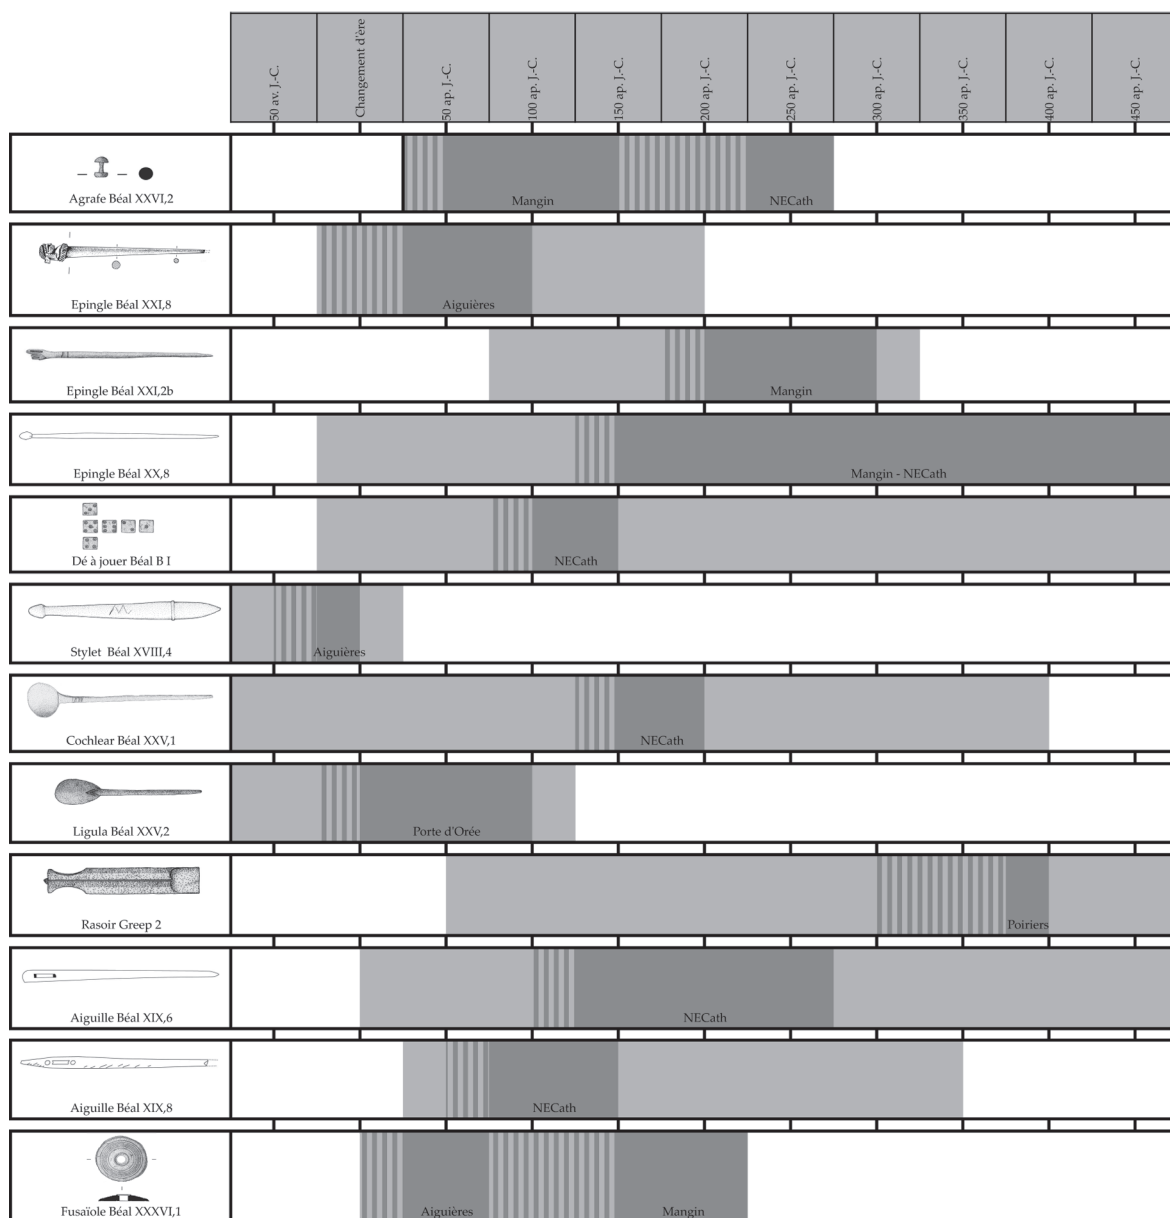 50 av. J.-C.
Changement d'ère
50 ap. J.-C.
100 ap. J.-C.
150 ap. J.-C.
200 ap. J.-C.
250 ap. J.-C.
300 ap. J.-C.
350 ap. J.-C.
400 ap. J.-C.
450 ap. J.-C.
Agrafe Béal XXVI,2
Mangin
NECath
Epingle Béal XXI,8
Aiguières
Epingle Béal XXI,2b
Mangin
Epingle Béal XX,8
Mangin - NECath
Dé à jouer Béal B I
NECath
Stylet Béal XVIII,4
Aiguières
Cochlear Béal XXV,1
NECath
Ligula Béal XXV,2
Porte d'Orée
Rasoir Greep 2
Poiriers
Aiguille Béal XIX,6
NECath
Aiguille Béal XIX,8
NECath
Fusaïole Béal XXXVI,1
Aiguières
Mangin